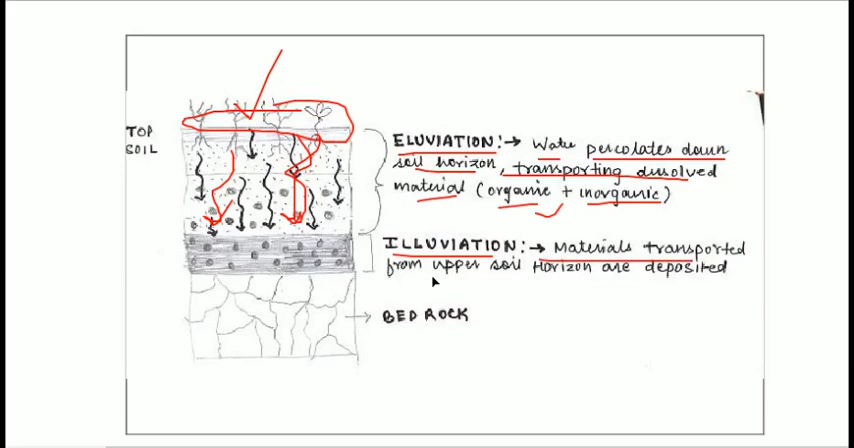 TOP
SOIL
ELUVIATION:→ Water percolates down
soil horizon, transporting dissolved
material (organic + inorganic)
ILLUVIATION:→ Materials transported
from upper soil Horizon are deposited
BED ROCK